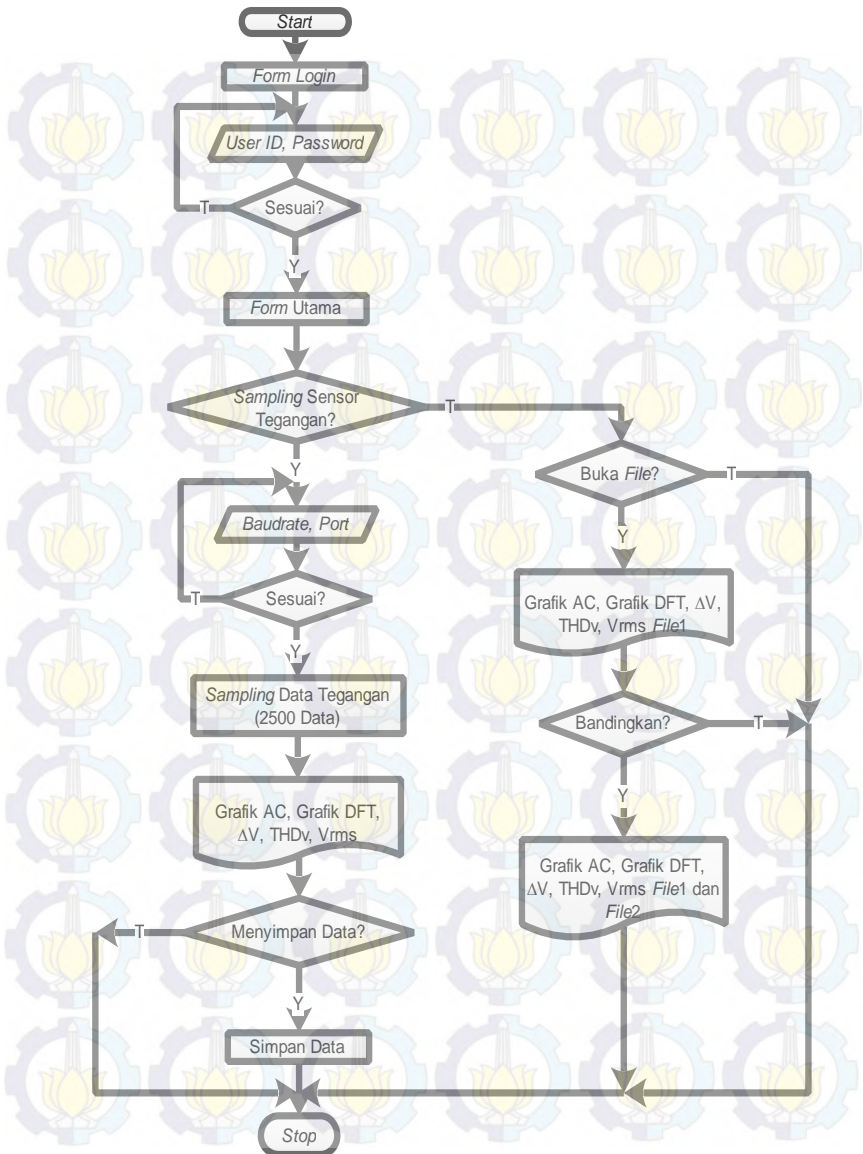 Start
Form Login
User ID, Password
T
Sesuai?
Y
Form Utama
Sampling Sensor
Tegangan?
T
Y
Baudrate, Port
T
Sesuai?
Y
Sampling Data Tegangan
(2500 Data)
Grafik AC, Grafik DFT,
ΔV, THDv, Vrms
T
Menyimpan Data?
Y
Simpan Data
Stop
Buka File?
T
Y
Grafik AC, Grafik DFT, ΔV,
THDv, Vrms File1
Bandingkan?
T
Y
Grafik AC, Grafik DFT,
ΔV, THDv, Vrms File1 dan
File2